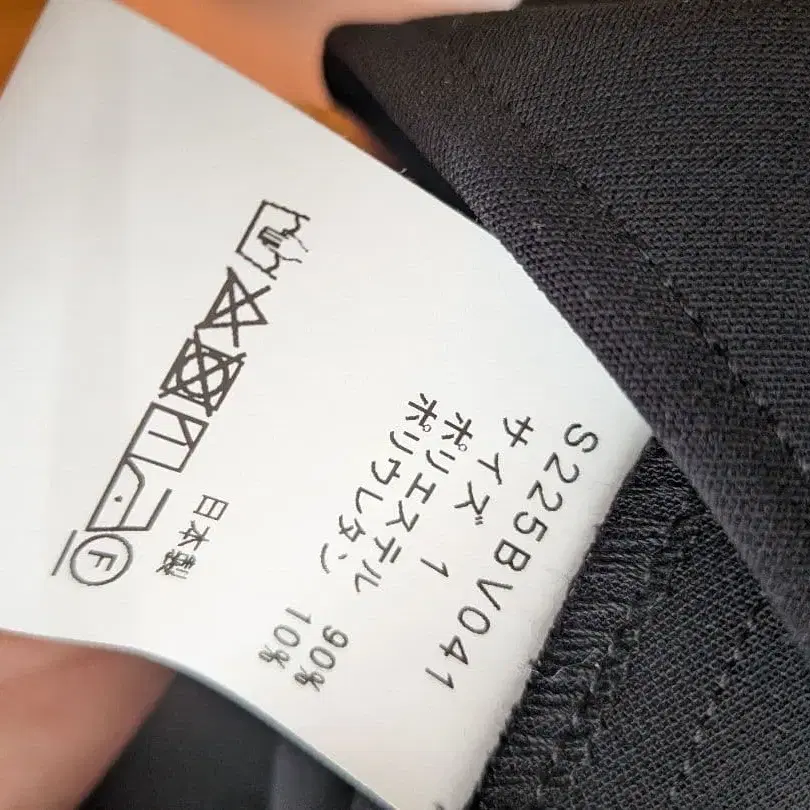 S225BV041
サイズ 1
ポリエステル 90%
ポリウレタン 10%
日本製
F